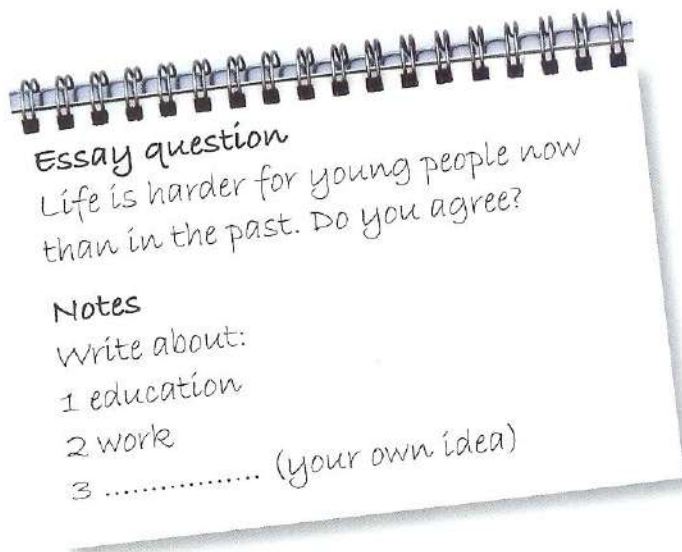 Essay question
Life is harder for young people now
than in the past. Do you agree?
Notes
Write about:
1 education
2 work
3 ................. (your own idea)